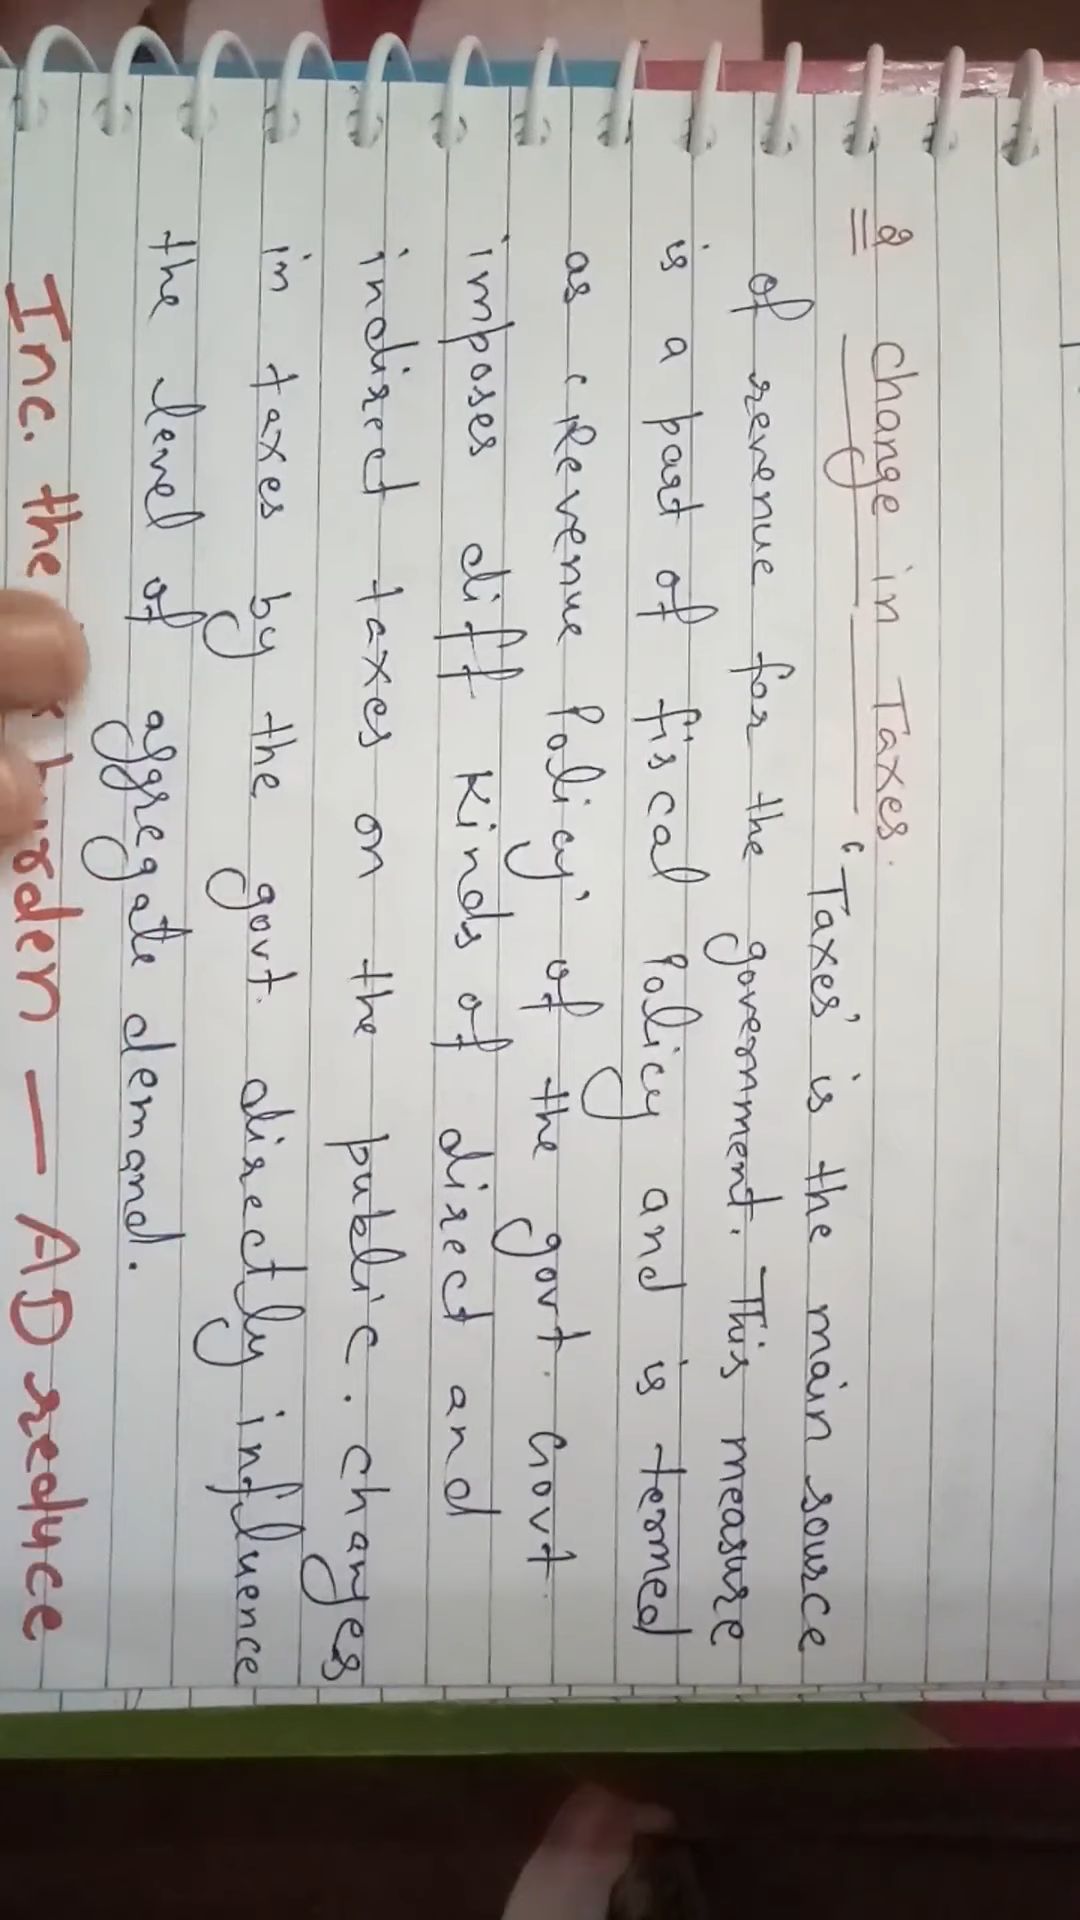 2 Change in Taxes.
'Taxes' is the main source
of revenue for the government. This measure
is a part of fiscal Policy and is termed
as 'Revenue Policy' of the govt. Govt.
imposes diff kinds of direct and
indirect taxes on the public. changes
in taxes by the govt. directly influence
the level of aggregate demand.
Inc. the burden — AD reduce